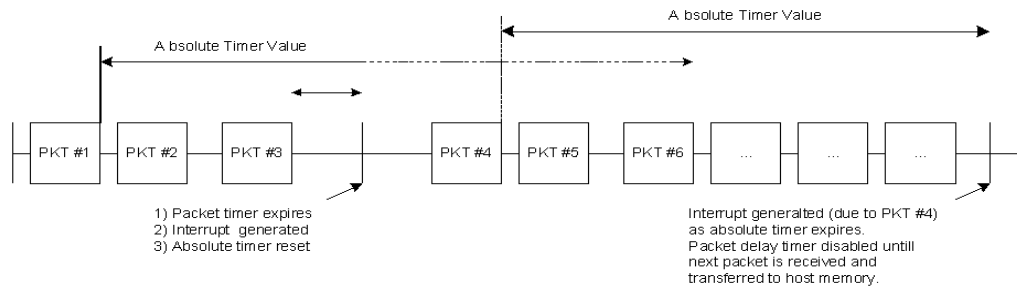 A bsolute Timer Value
A bsolute Timer Value
PKT #1
PKT #2
PKT #3
PKT #4
PKT #5
PKT #6
...
...
...
1) Packet timer expires
2) Interrupt generated
3) Absolute timer reset
Interrupt generalted (due to PKT #4)
as absolute timer expires.
Packet delay timer disabled untill
next packet is received and
transferred to host memory.